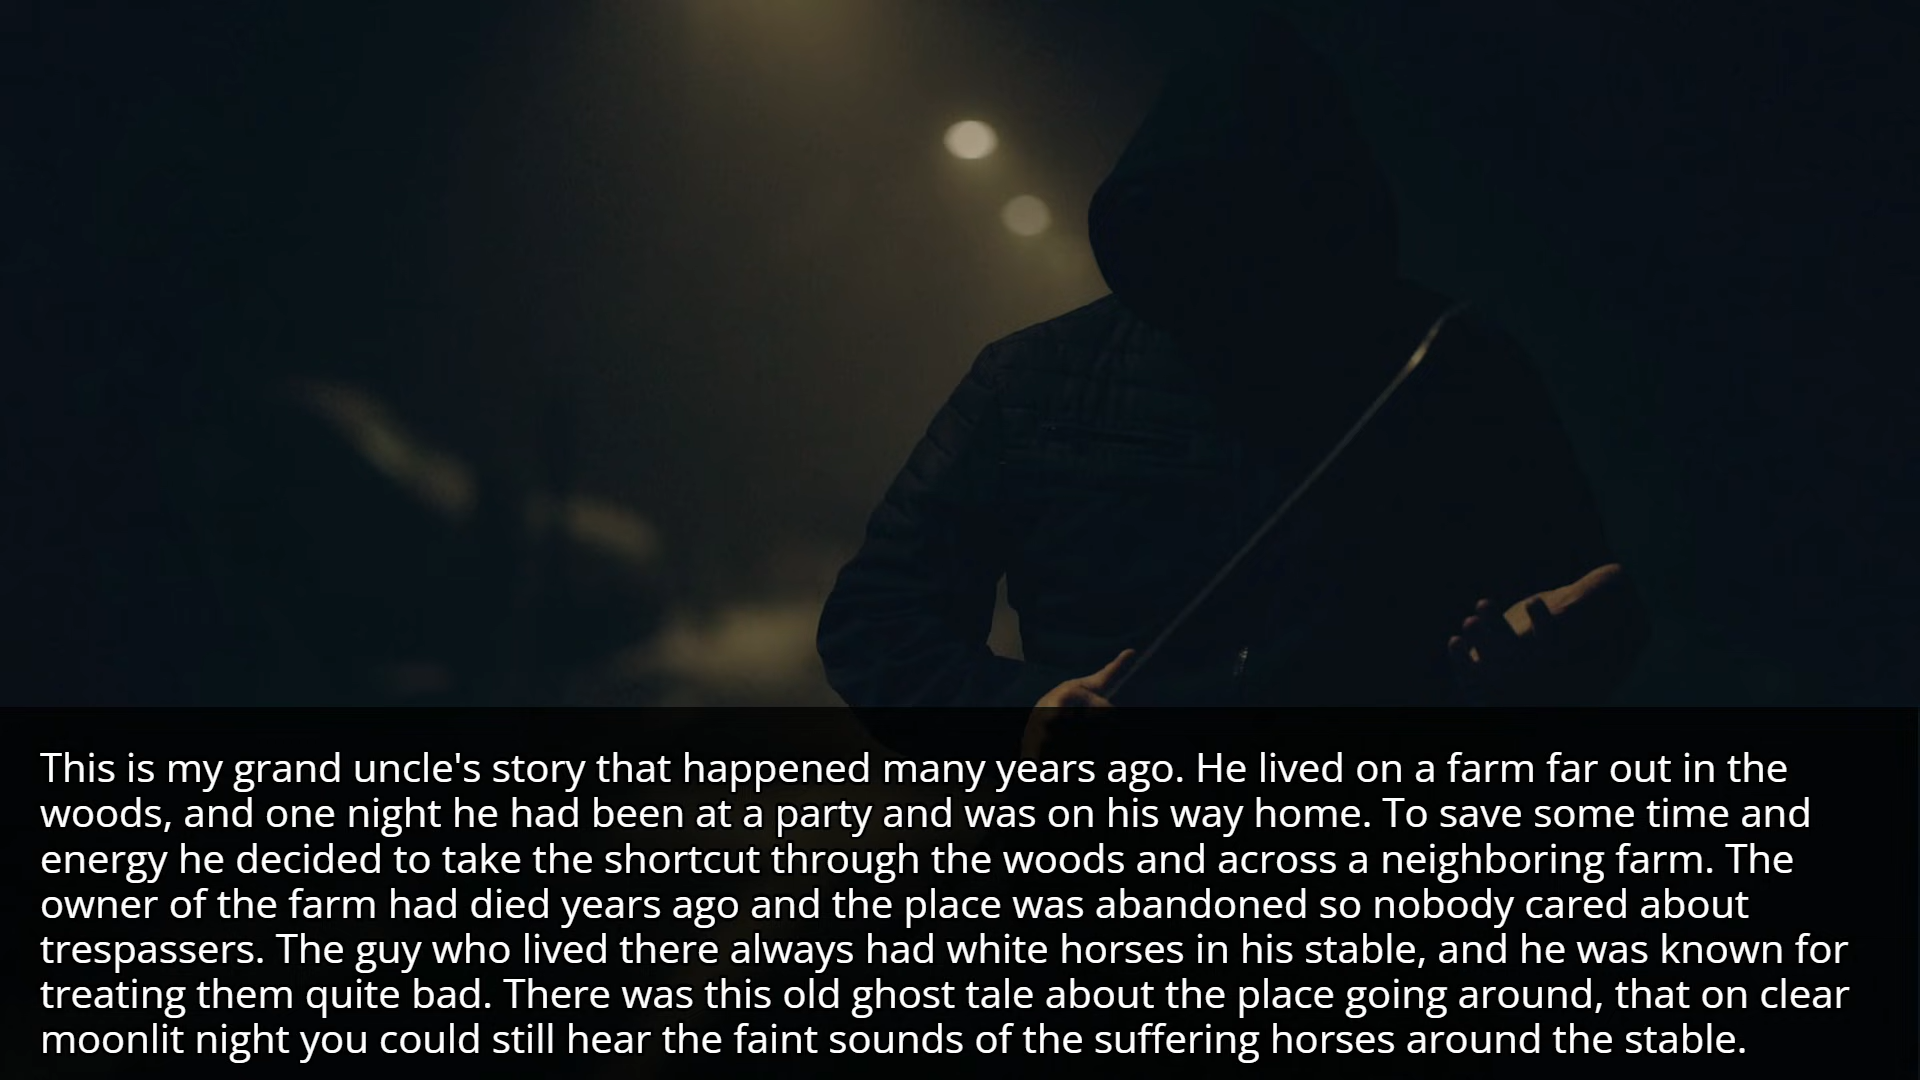 This is my grand uncle's story that happened many years ago. He lived on a farm far out in the
woods, and one night he had been at a party and was on his way home. To save some time and
energy he decided to take the shortcut through the woods and across a neighboring farm. The
owner of the farm had died years ago and the place was abandoned so nobody cared about
trespassers. The guy who lived there always had white horses in his stable, and he was known for
treating them quite bad. There was this old ghost tale about the place going around, that on clear
moonlit night you could still hear the faint sounds of the suffering horses around the stable.